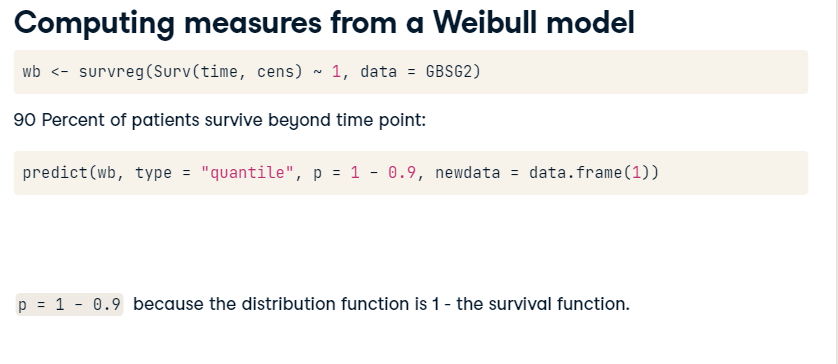 Computing measures from a Weibull model
wb <- survreg(Surv(time, cens) ~ 1, data = GBSG2)
90 Percent of patients survive beyond time point:
predict(wb, type = "quantile", p = 1 - 0.9, newdata = data.frame(1))
p = 1 - 0.9 because the distribution function is 1 - the survival function.